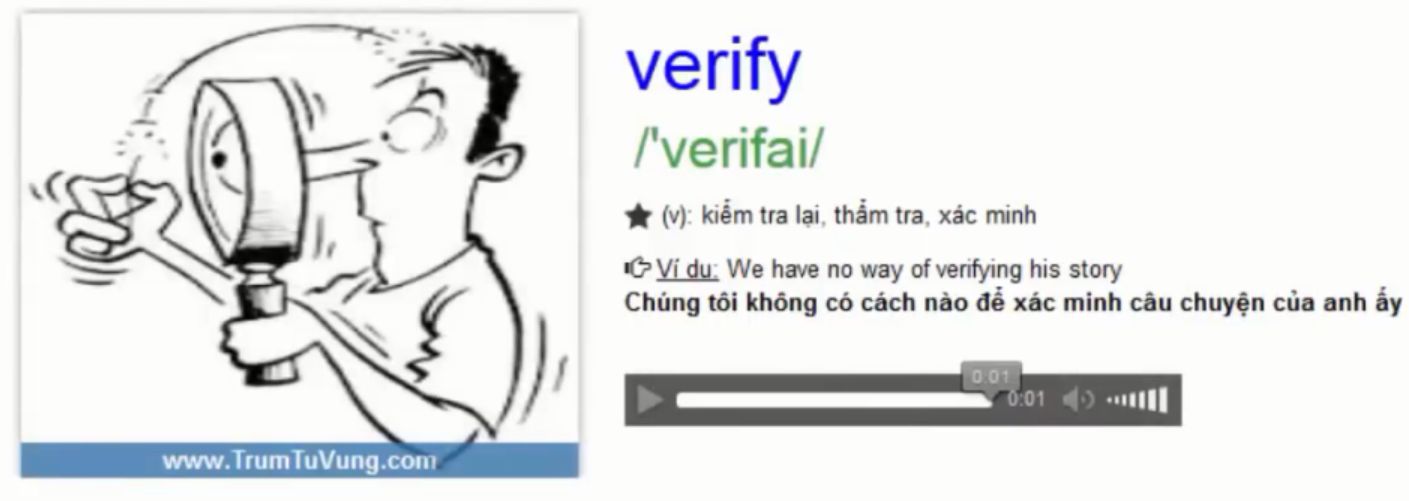 verify
/'verifai/
★ (v): kiểm tra lại, thẩm tra, xác minh
Ví du: We have no way of verifying his story
Chúng tôi không có cách nào để xác minh câu chuyện của anh ấy
0:01
0:01
www.TrumTuVung.com